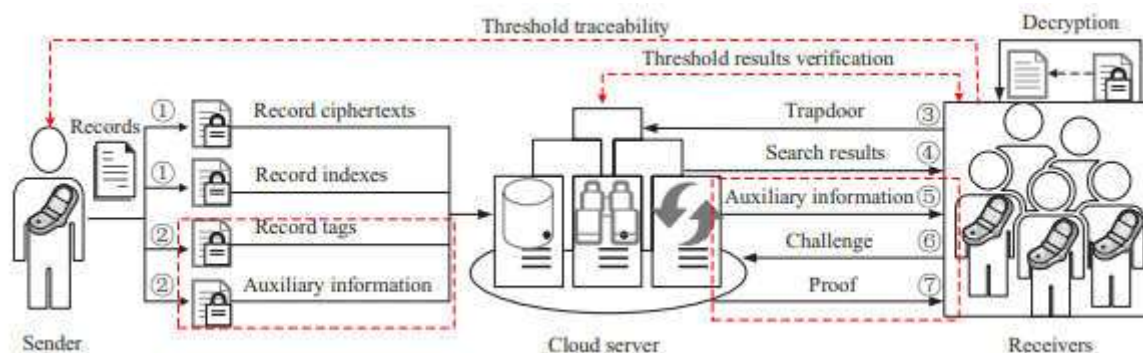 Threshold traceability
Decryption
Threshold results verification
Records
① Record ciphertexts
① Record indexes
② Record tags
② Auxiliary information
Trapdoor ③
Search results ④
Auxiliary information ⑤
Challenge ⑥
Proof ⑦
Sender
Cloud server
Receivers